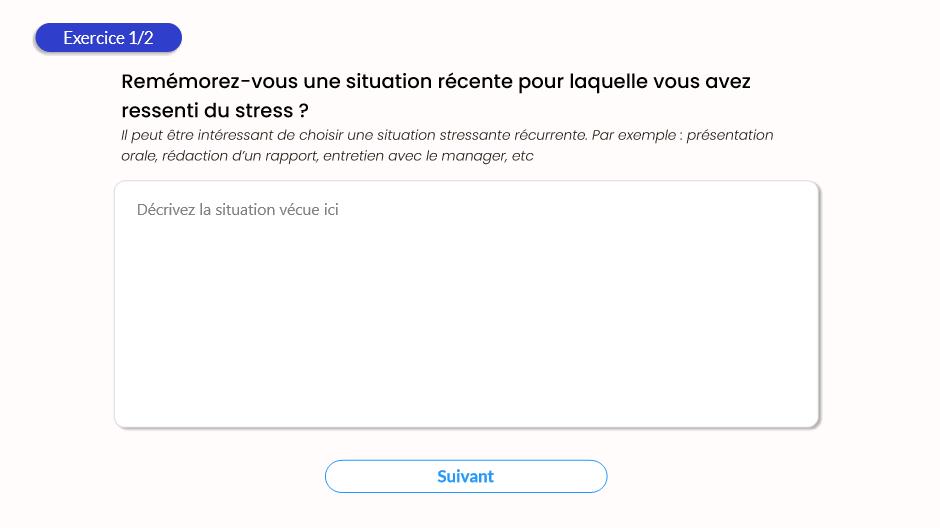 Exercice 1/2
Remémorez-vous une situation récente pour laquelle vous avez
ressenti du stress ?
Il peut être intéressant de choisir une situation stressante récurrente. Par exemple : présentation
orale, rédaction d'un rapport, entretien avec le manager, etc
Décrivez la situation vécue ici
Suivant